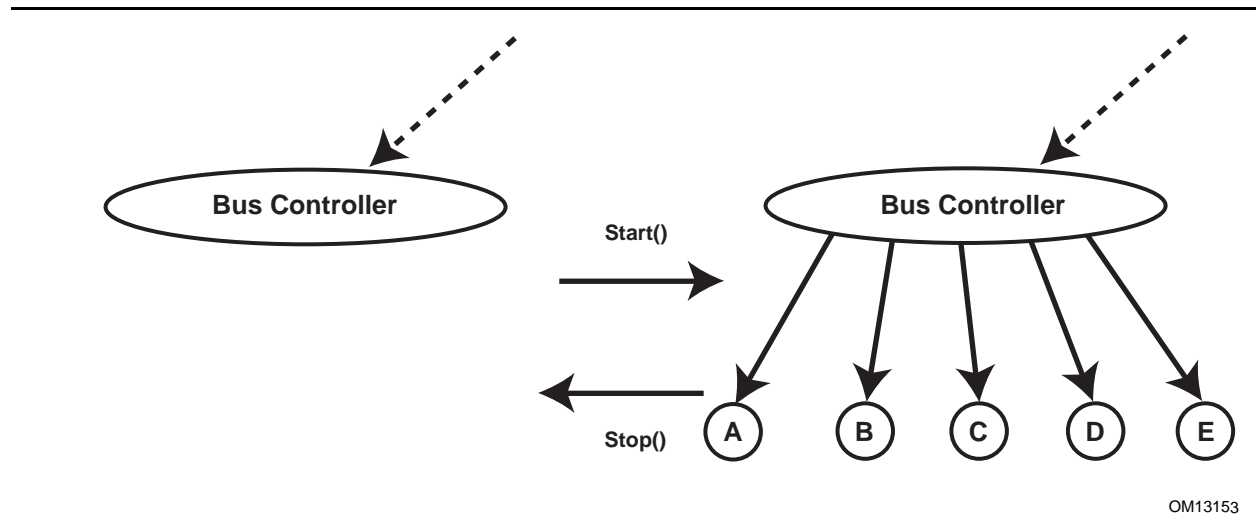 Bus Controller
Bus Controller
Start()
Stop()
A
B
C
D
E
OM13153